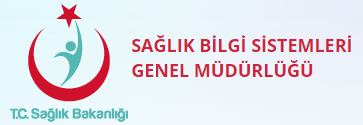 SAĞLIK BİLGİ SİSTEMLERİ
GENEL MÜDÜRLÜĞÜ
T.C. Sağlık Bakanlığı